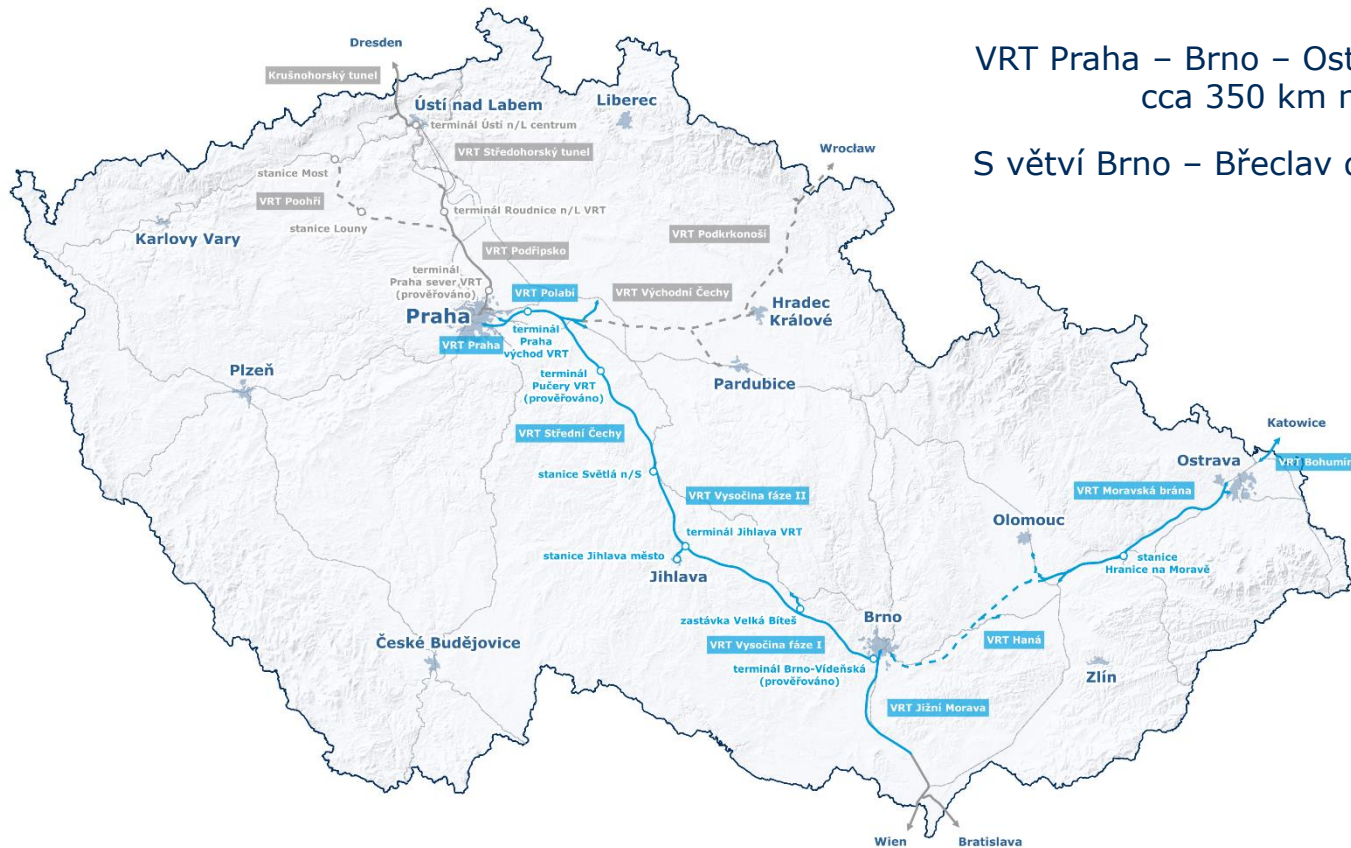 VRT Praha – Brno – Ost
cca 350 km
S větví Brno – Břeclav
Dresden
Krušnohorský tunel
Ústí nad Labem
Liberec
terminál Ústí n/L centrum
VRT Středohorský tunel
Wrocław
stanice Most
VRT Poohří
stanice Louny
terminál Roudnice n/L VRT
Karlovy Vary
VRT Podkrkonoší
VRT Podřipsko
terminál
Praha sever VRT
(prověřováno)
VRT Polabí
VRT Východní Čechy
Hradec
Králové
Praha
VRT Praha
terminál
Praha
východ VRT
Plzeň
terminál
Pučery VRT
(prověřováno)
Pardubice
VRT Střední Čechy
Katowice
Ostrava
VRT Bohumín
stanice Světlá n/S
VRT Vysočina fáze II
VRT Moravská brána
Olomouc
terminál Jihlava VRT
stanice Jihlava město
Jihlava
stanice
Hranice na Moravě
zastávka Velká Bíteš
Brno
České Budějovice
VRT Vysočina fáze I
VRT Haná
terminál Brno-Vídeňská
(prověřováno)
Zlín
VRT Jižní Morava
Wien
Bratislava